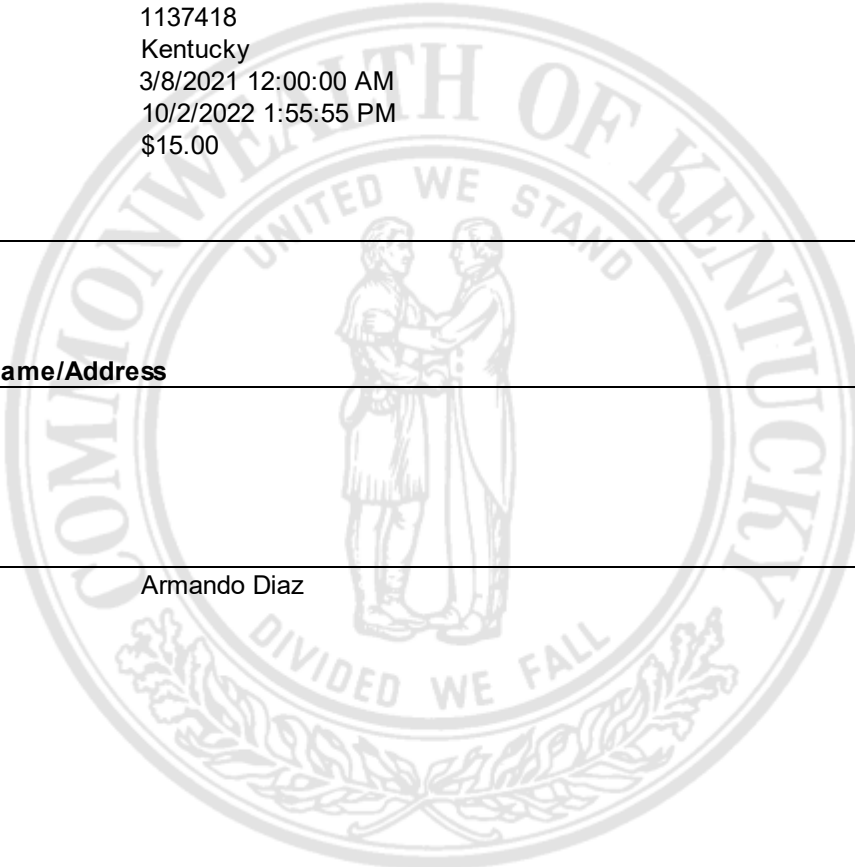 1137418
Kentucky
3/8/2021 12:00:00 AM
10/2/2022 1:55:55 PM
$15.00
COMMONWEALTH OF KENTUCKY
UNITED WE STAND
ame/Address
Armando Diaz
DIVIDED WE FALL